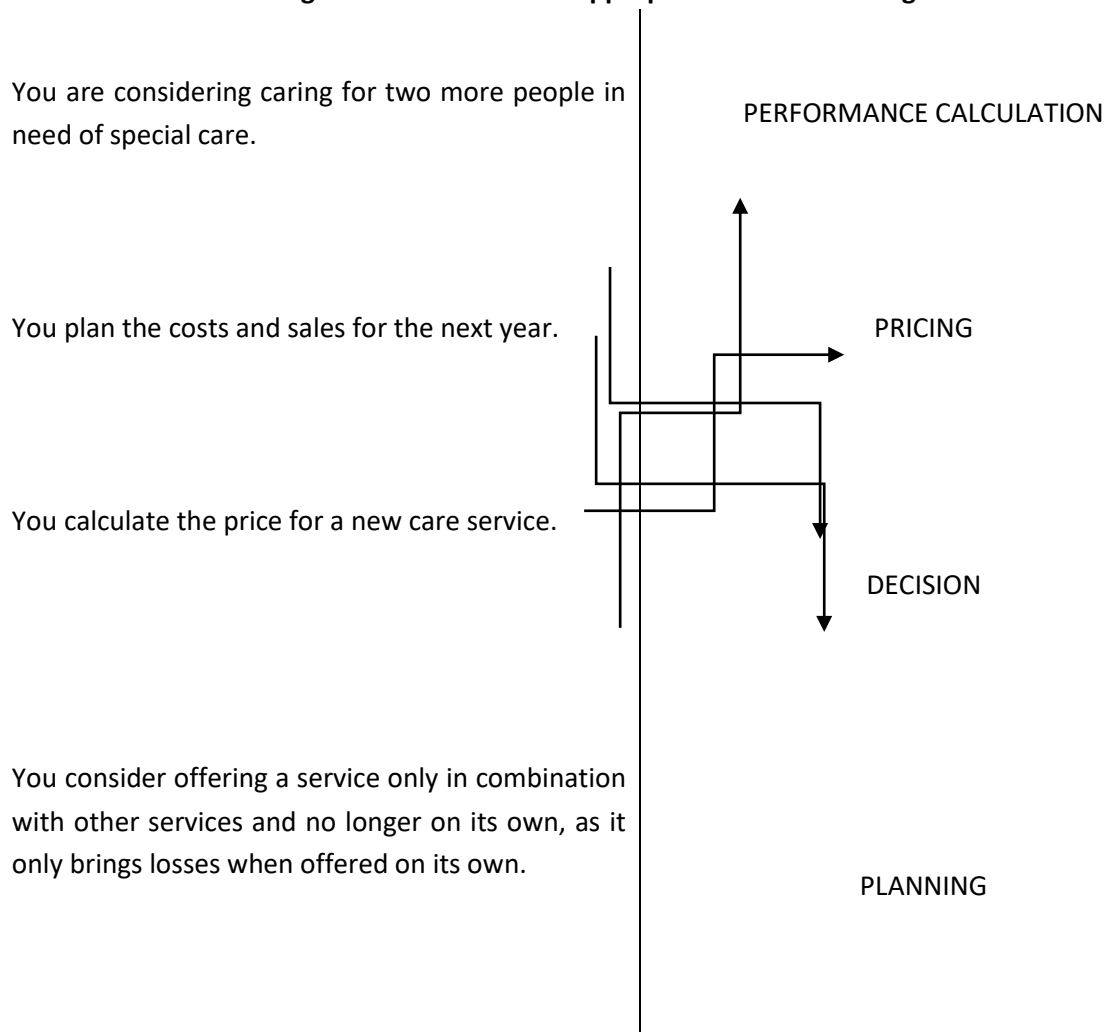 You are considering caring for two more people in
need of special care.
PERFORMANCE CALCULATION
You plan the costs and sales for the next year.
PRICING
You calculate the price for a new care service.
DECISION
You consider offering a service only in combination
with other services and no longer on its own, as it
only brings losses when offered on its own.
PLANNING